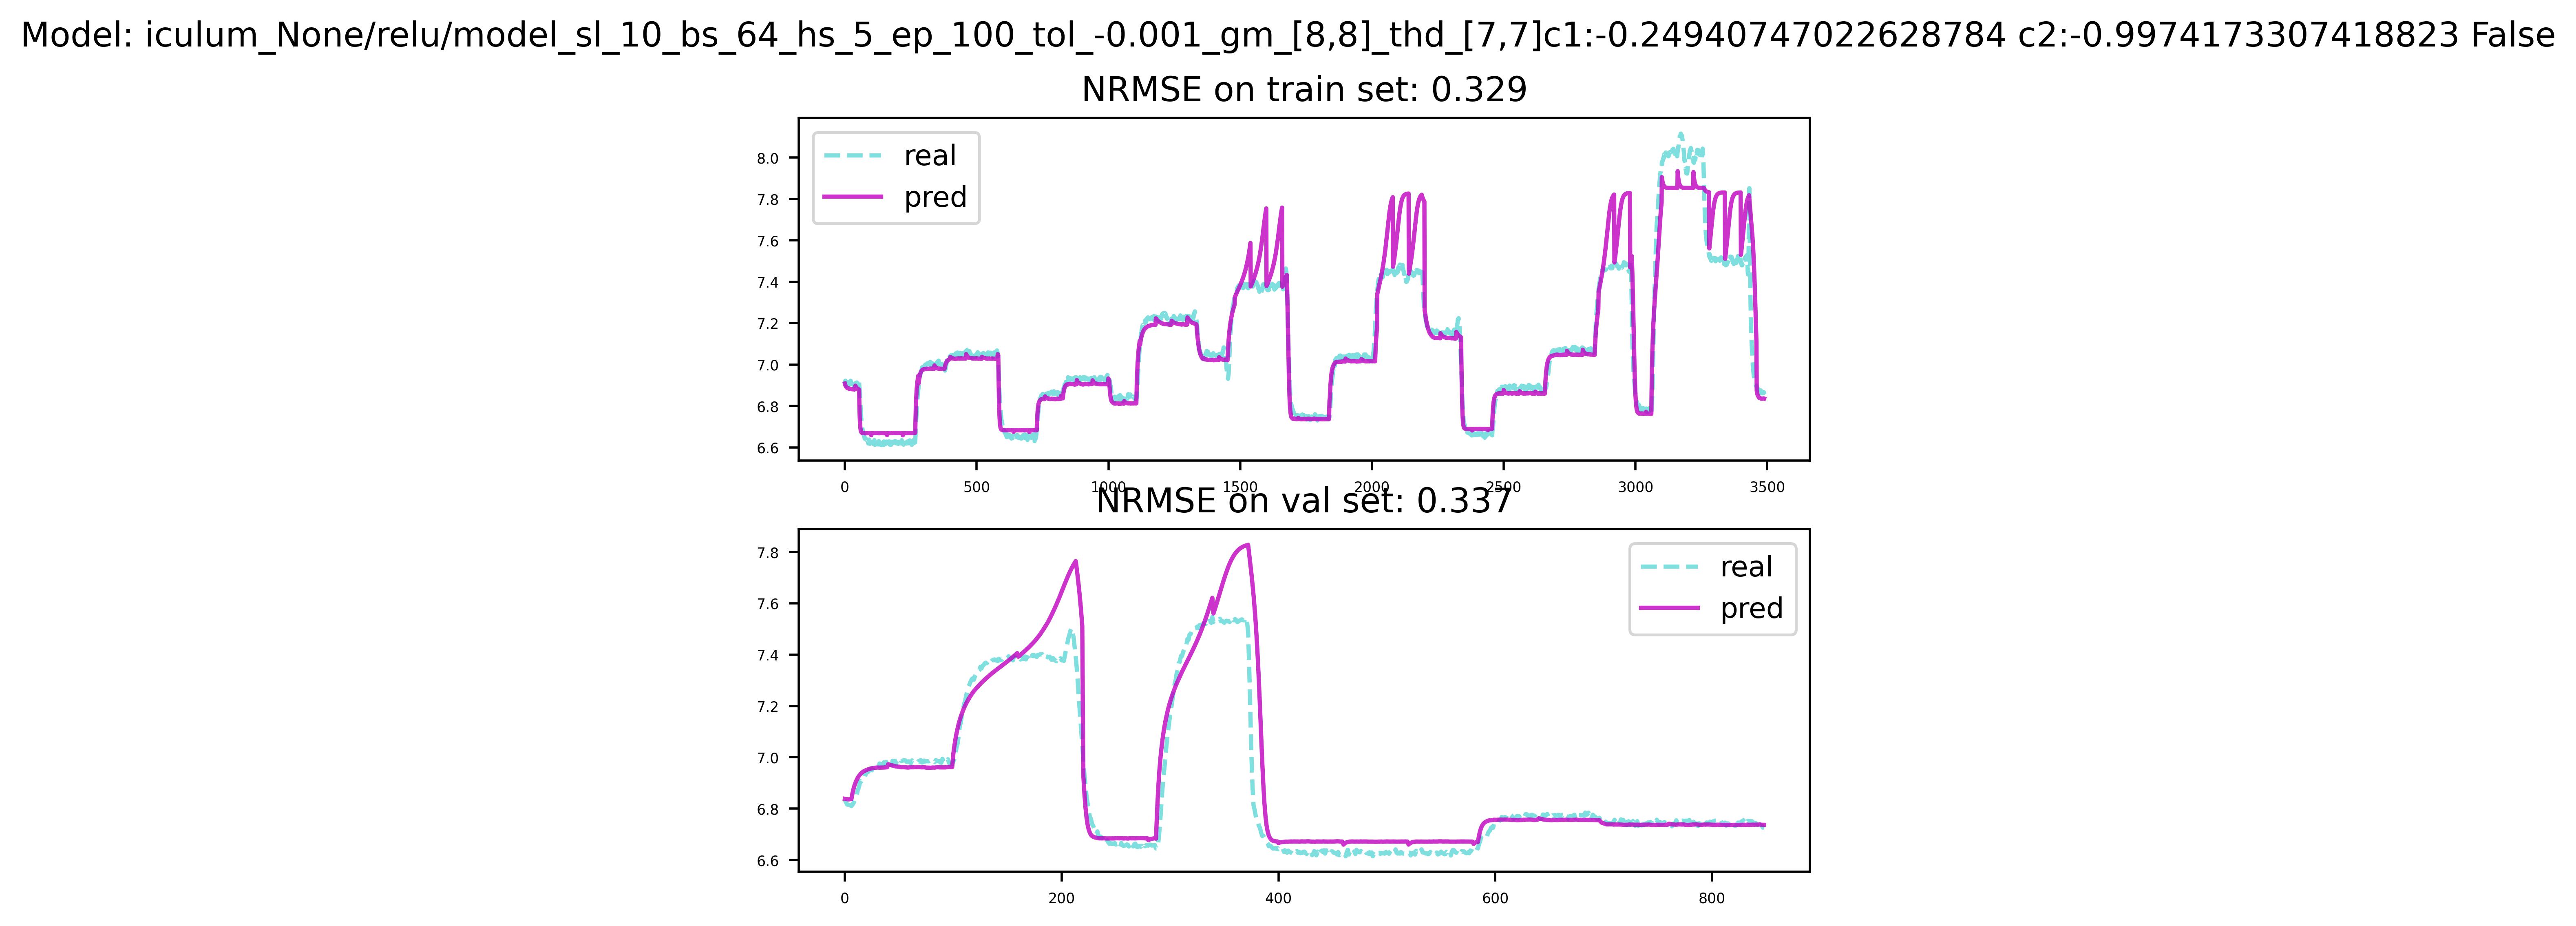 Model: iculum_None/relu/model_sl_10_bs_64_hs_5_ep_100_tol_-0.001_gm_[8,8]_thd_[7,7]c1:-0.24940747022628784 c2:-0.9974173307418823 False
NRMSE on train set: 0.329
real
pred
8.0
7.8
7.6
7.4
7.2
7.0
6.8
6.6
0 500 1000 1500 2000 2500 3000 3500
NRMSE on val set: 0.337
real
pred
7.8
7.6
7.4
7.2
7.0
6.8
6.6
0 200 400 600 800